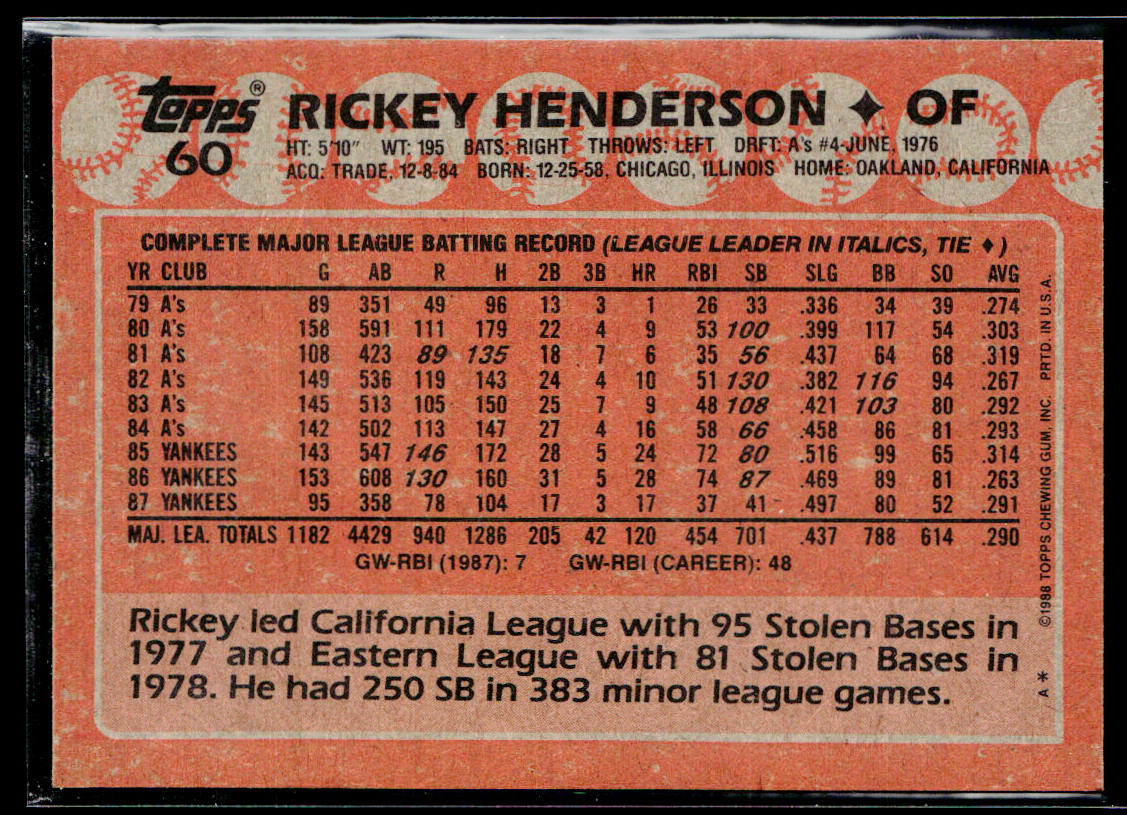 Topps®
60
RICKEY HENDERSON ✦ OF
HT: 5'10" WT: 195 BATS: RIGHT THROWS: LEFT DRFT: A's #4-JUNE, 1976
ACQ: TRADE, 12-8-84 BORN: 12-25-58, CHICAGO, ILLINOIS HOME: OAKLAND, CALIFORNIA
COMPLETE MAJOR LEAGUE BATTING RECORD (LEAGUE LEADER IN ITALICS, TIE ♦)
YR CLUB G AB R H 2B 3B HR RBI SB SLG BB SO AVG
79 A's 89 351 49 96 13 3 1 26 33 .336 34 39 .274
80 A's 158 591 111 179 22 4 9 53 100 .399 117 54 .303
81 A's 108 423 89 135 18 7 6 35 56 .437 64 68 .319
82 A's 149 536 119 143 24 4 10 51 130 .382 116 94 .267
83 A's 145 513 105 150 25 7 9 48 108 .421 103 80 .292
84 A's 142 502 113 147 27 4 16 58 66 .458 86 81 .293
85 YANKEES 143 547 146 172 28 5 24 72 80 .516 99 65 .314
86 YANKEES 153 608 130 160 31 5 28 74 87 .469 89 81 .263
87 YANKEES 95 358 78 104 17 3 17 37 41 .497 80 52 .291
MAJ. LEA. TOTALS 1182 4429 940 1286 205 42 120 454 701 .437 788 614 .290
GW-RBI (1987): 7 GW-RBI (CAREER): 48
Rickey led California League with 95 Stolen Bases in
1977 and Eastern League with 81 Stolen Bases in
1978. He had 250 SB in 383 minor league games.
©1988 TOPPS CHEWING GUM, INC. PRTD. IN U.S.A.
A *